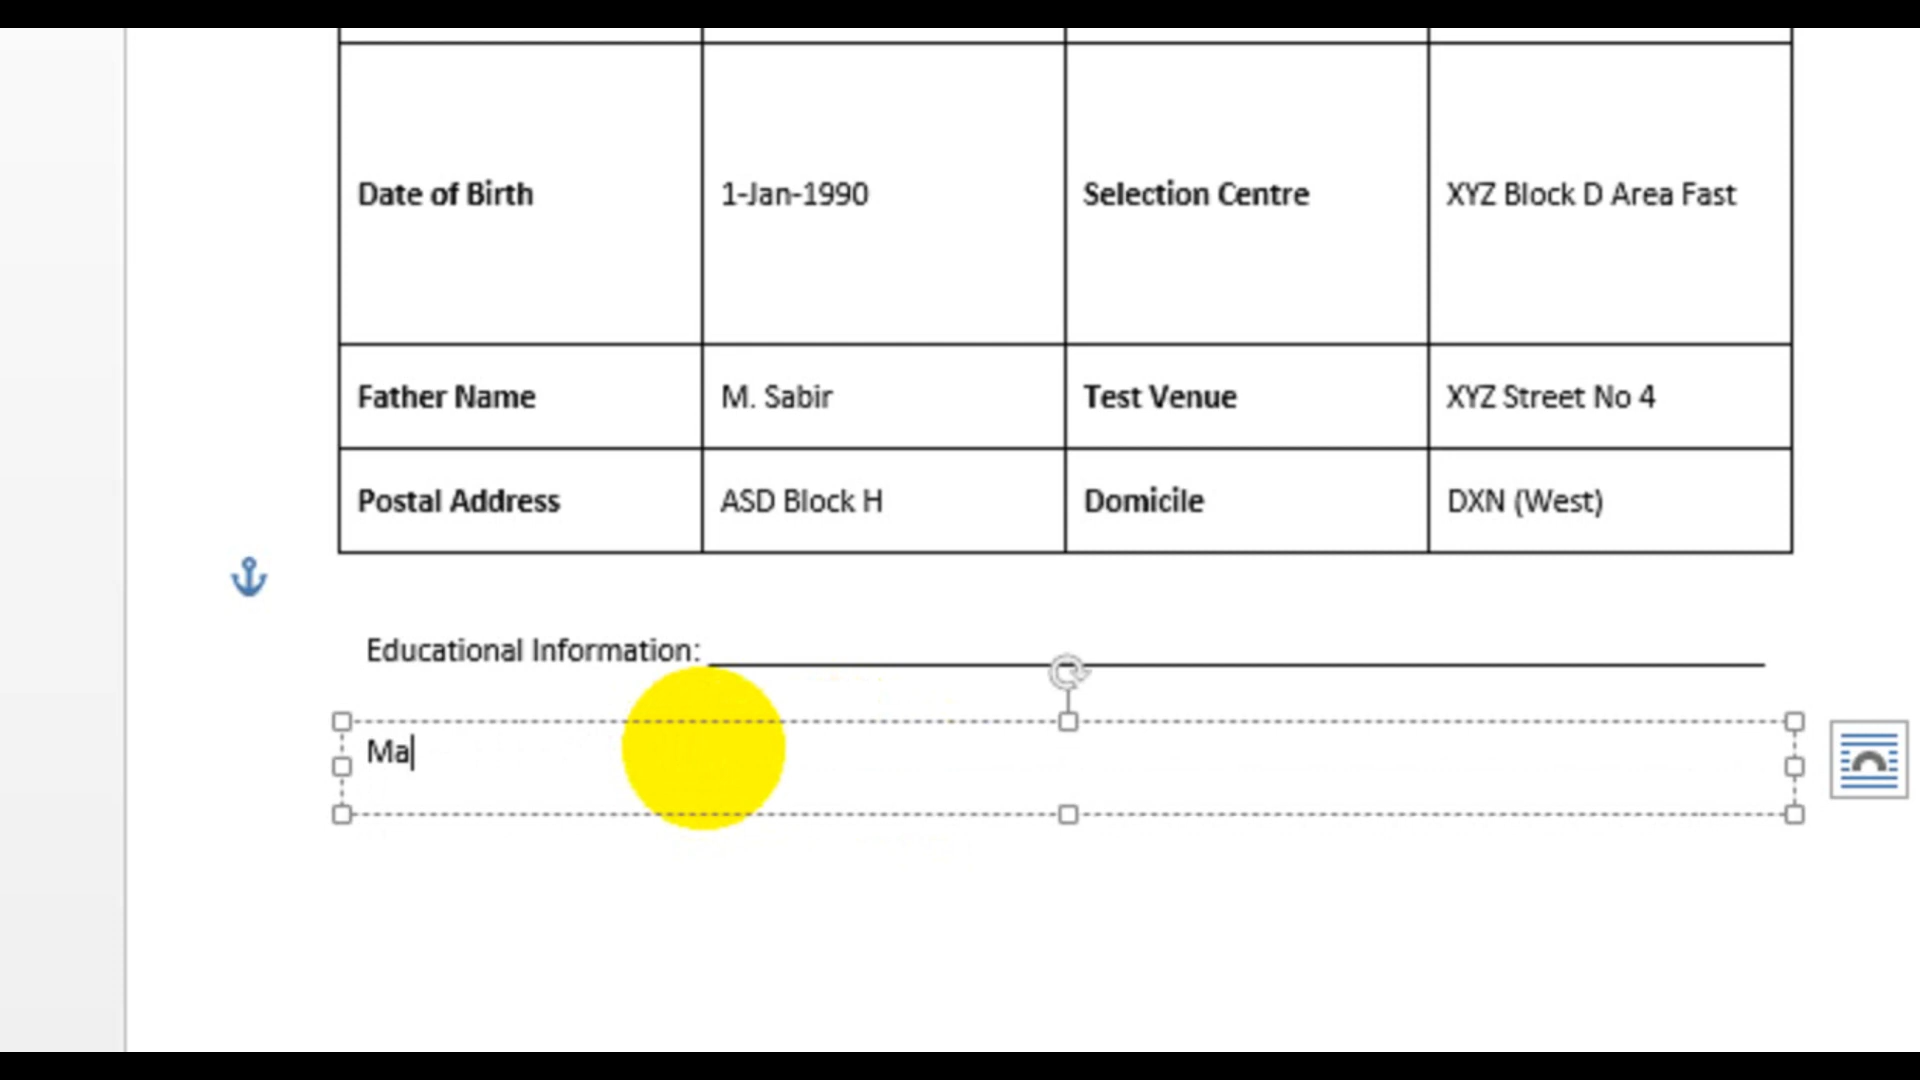 Date of Birth 1-Jan-1990 Selection Centre XYZ Block D Area Fast
Father Name M. Sabir Test Venue XYZ Street No 4
Postal Address ASD Block H Domicile DXN (West)
Educational Information:
Ma